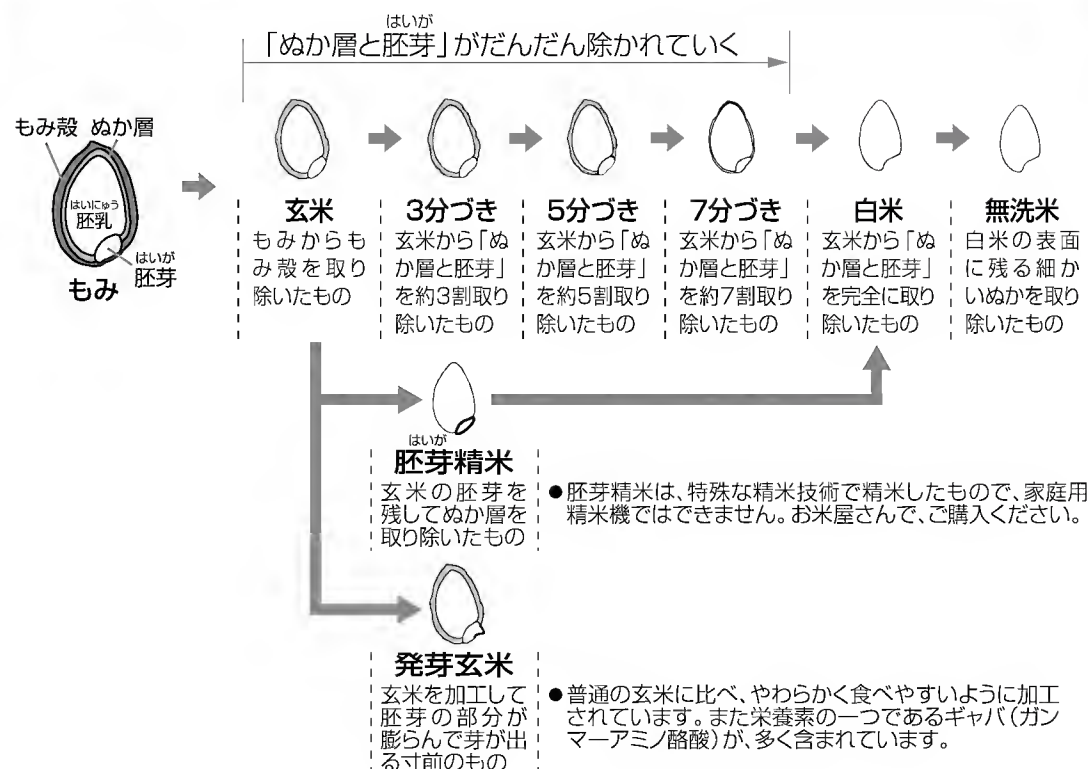 はいが
「ぬか層と胚芽」がだんだん除かれていく
もみ殻 ぬか層
はいにゅう
胚乳
はいが
胚芽
もみ
玄米
もみからも
み殻を取り
除いたもの
3分づき
玄米から「ぬ
か層と胚芽」
を約3割取り
除いたもの
5分づき
玄米から「ぬ
か層と胚芽」
を約5割取り
除いたもの
7分づき
玄米から「ぬ
か層と胚芽」
を約7割取り
除いたもの
白米
玄米から「ぬ
か層と胚芽」
を完全に取り
除いたもの
無洗米
白米の表面
に残る細か
いぬかを取り
除いたもの
はいが
胚芽精米
玄米の胚芽を
残してぬか層を
取り除いたもの
●胚芽精米は、特殊な精米技術で精米したもので、家庭用
精米機ではできません。お米屋さんで、ご購入ください。
発芽玄米
玄米を加工して
胚芽の部分が
膨らんで芽が出
る寸前のもの
●普通の玄米に比べ、やわらかく食べやすいように加工
されています。また栄養素の一つであるギャバ（ガン
マーアミノ酪酸）が、多く含まれています。